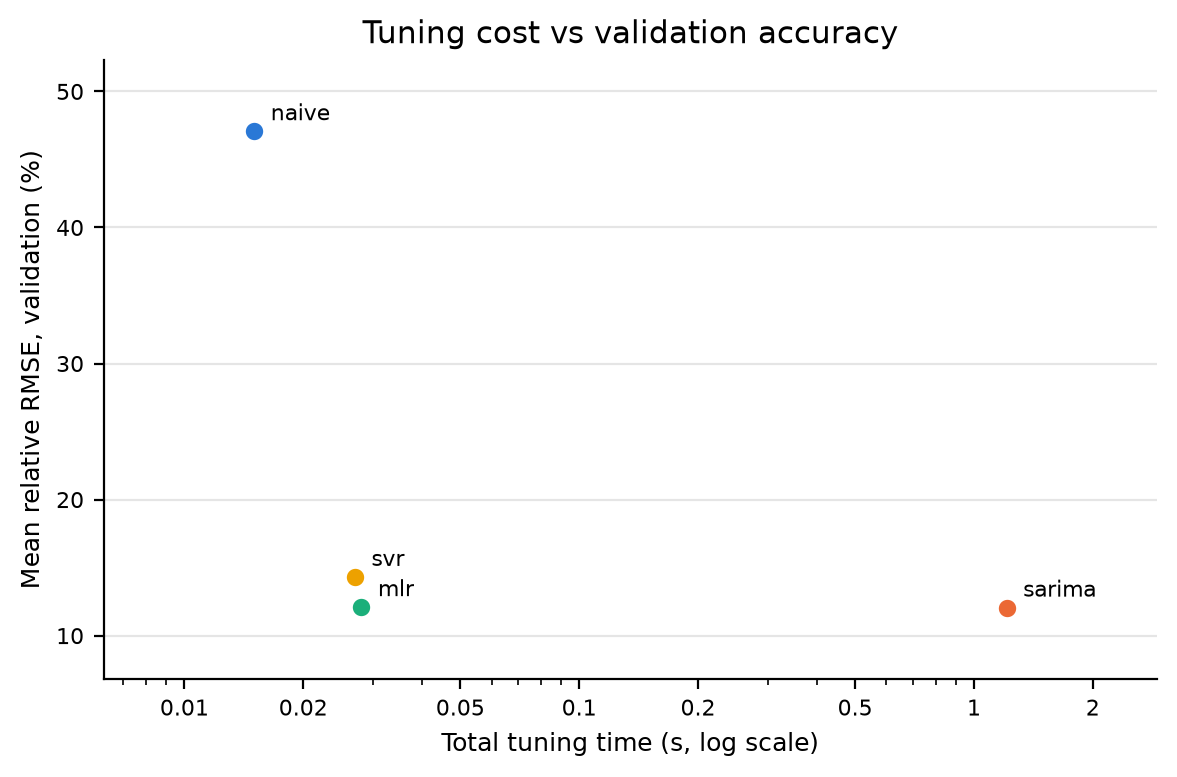 Tuning cost vs validation accuracy
Mean relative RMSE, validation (%)
50
40
30
20
10
naive
svr
mlr
sarima
0.01
0.02
0.05
0.1
0.2
0.5
1
2
Total tuning time (s, log scale)